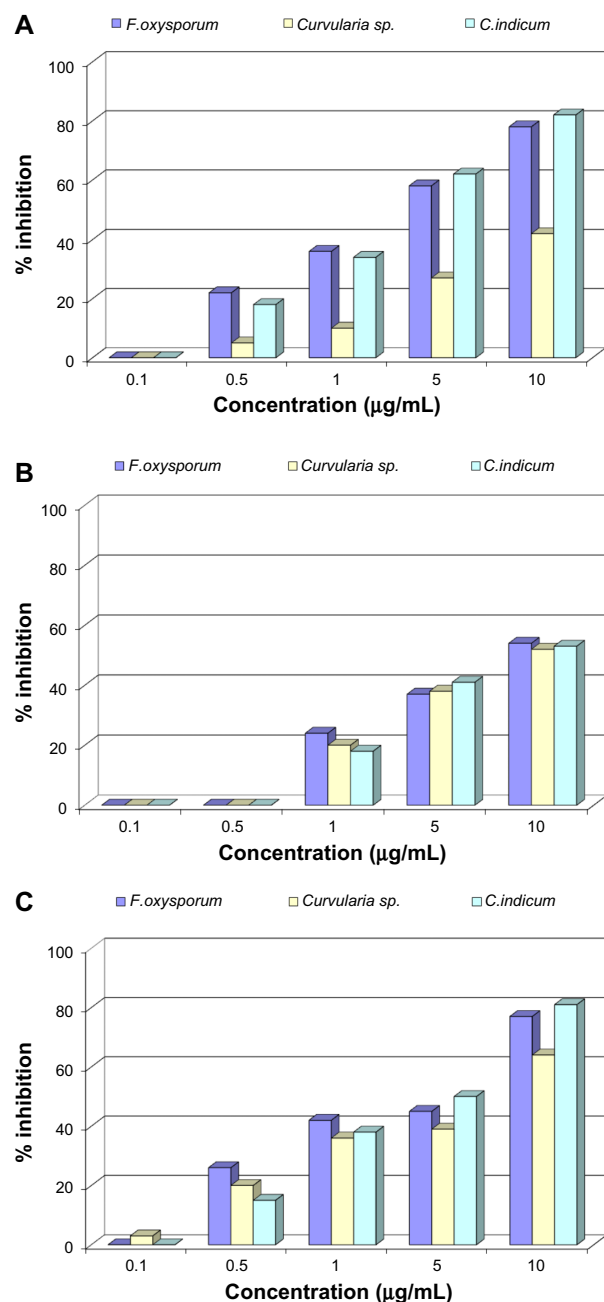 A
F.oxysporum Curvularia sp. C.indicum
100
80
60
40
20
0
% inhibition
0.1 0.5 1 5 10
Concentration (µg/mL)
B
F.oxysporum Curvularia sp. C.indicum
100
80
60
40
20
0
% inhibition
0.1 0.5 1 5 10
Concentration (µg/mL)
C
F.oxysporum Curvularia sp. C.indicum
100
80
60
40
20
0
% inhibition
0.1 0.5 1 5 10
Concentration (µg/mL)